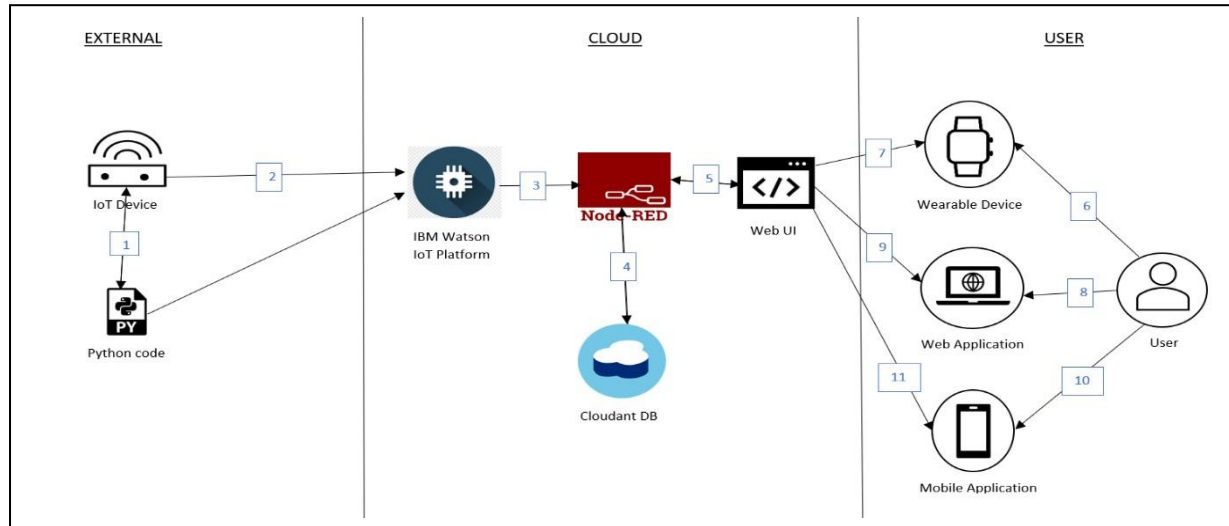 EXTERNAL
CLOUD
USER
IoT Device
1
PY
Python code
2
IBM Watson
IoT Platform
3
Node-RED
4
Cloudant DB
5
</>
Web UI
7
9
11
Wearable Device
6
Web Application
8
User
10
Mobile Application